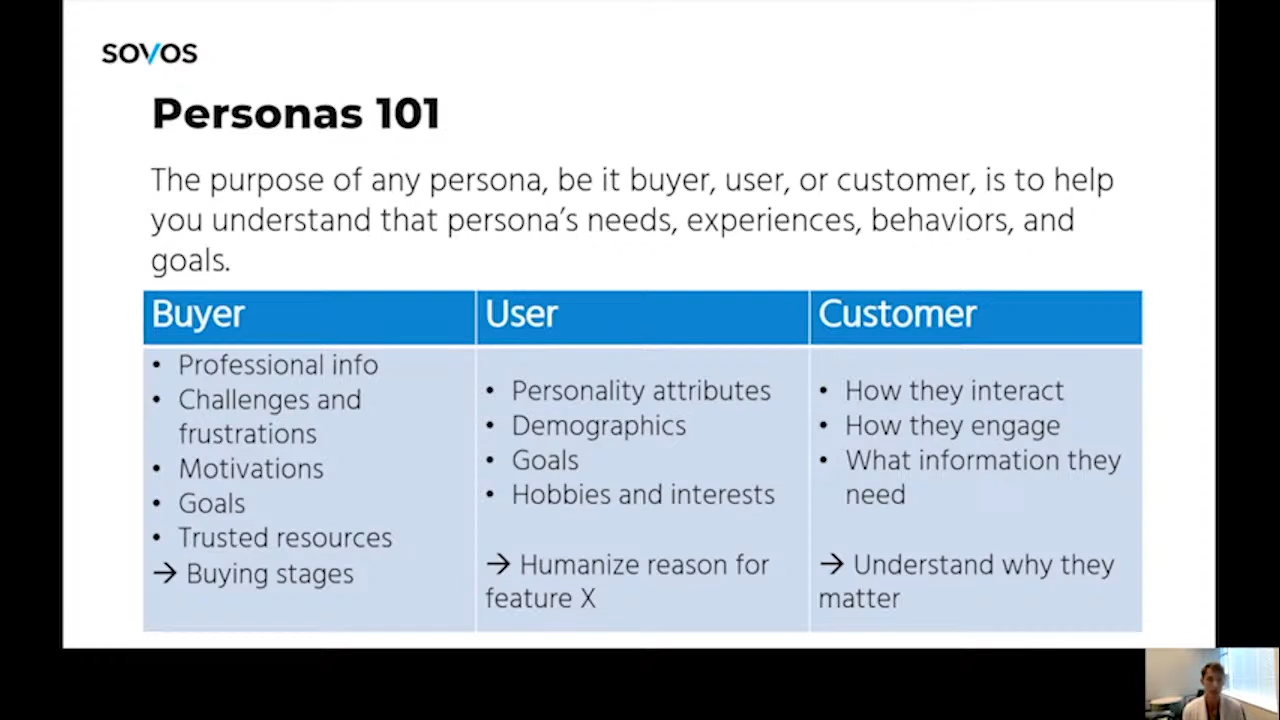 SOVOS
Personas 101
The purpose of any persona, be it buyer, user, or customer, is to help
you understand that persona's needs, experiences, behaviors, and
goals.
Buyer
• Professional info
• Challenges and
frustrations
• Motivations
• Goals
• Trusted resources
→ Buying stages
User
• Personality attributes
• Demographics
• Goals
• Hobbies and interests
→ Humanize reason for
feature X
Customer
• How they interact
• How they engage
• What information they
need
→ Understand why they
matter